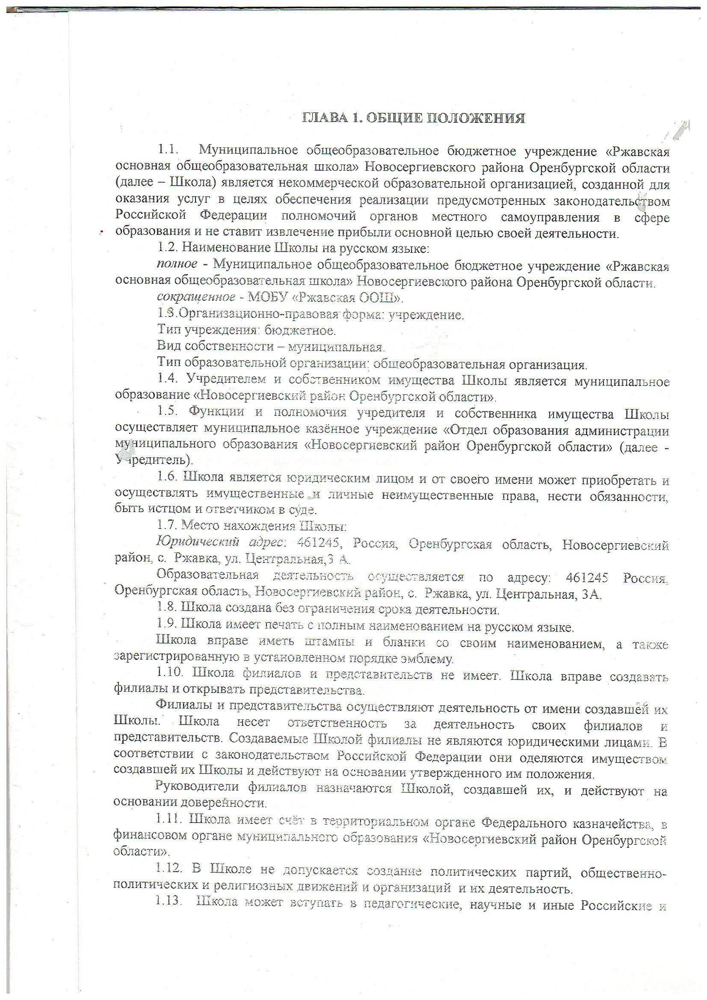 ГЛАВА 1. ОБЩИЕ ПОЛОЖЕНИЯ
1.1. Муниципальное общеобразовательное бюджетное учреждение «Ржавская
основная общеобразовательная школа» Новосергиевского района Оренбургской области
(далее – Школа) является некоммерческой образовательной организацией, созданной для
оказания услуг в целях обеспечения реализации предусмотренных законодательством
Российской Федерации полномочий органов местного самоуправления в сфере
образования и не ставит извлечение прибыли основной целью своей деятельности.
1.2. Наименование Школы на русском языке:
полное - Муниципальное общеобразовательное бюджетное учреждение «Ржавская
основная общеобразовательная школа» Новосергиевского района Оренбургской области.
сокращенное - МОБУ «Ржавская ООШ».
1.3.Организационно-правовая форма: учреждение.
Тип учреждения: бюджетное.
Вид собственности – муниципальная.
Тип образовательной организации: общеобразовательная организация.
1.4. Учредителем и собственником имущества Школы является муниципальное
образование «Новосергиевский район Оренбургской области».
1.5. Функции и полномочия учредителя и собственника имущества Школы
осуществляет муниципальное казённое учреждение «Отдел образования администрации
муниципального образования «Новосергиевский район Оренбургской области» (далее -
Учредитель).
1.6. Школа является юридическим лицом и от своего имени может приобретать и
осуществлять имущественные и личные неимущественные права, нести обязанности,
быть истцом и ответчиком в суде.
1.7. Место нахождения Школы:
Юридический адрес: 461245, Россия, Оренбургская область, Новосергиевский
район, с. Ржавка, ул. Центральная,3 А.
Образовательная деятельность осуществляется по адресу: 461245 Россия,
Оренбургская область, Новосергиевский район, с. Ржавка, ул. Центральная, 3А.
1.8. Школа создана без ограничения срока деятельности.
1.9. Школа имеет печать с полным наименованием на русском языке.
Школа вправе иметь штампы и бланки со своим наименованием, а также
зарегистрированную в установленном порядке эмблему.
1.10. Школа филиалов и представительств не имеет. Школа вправе создавать
филиалы и открывать представительства.
Филиалы и представительства осуществляют деятельность от имени создавшей их
Школы. Школа несет ответственность за деятельность своих филиалов и
представительств. Создаваемые Школой филиалы не являются юридическими лицами. В
соответствии с законодательством Российской Федерации они оделяются имуществом
создавшей их Школы и действуют на основании утвержденного им положения.
Руководители филиалов назначаются Школой, создавшей их, и действуют на
основании доверенности.
1.11. Школа имеет счёт в территориальном органе Федерального казначейства, в
финансовом органе муниципального образования «Новосергиевский район Оренбургской
области».
1.12. В Школе не допускается создание политических партий, общественно-
политических и религиозных движений и организаций и их деятельность.
1.13. Школа может вступать в педагогические, научные и иные Российские и